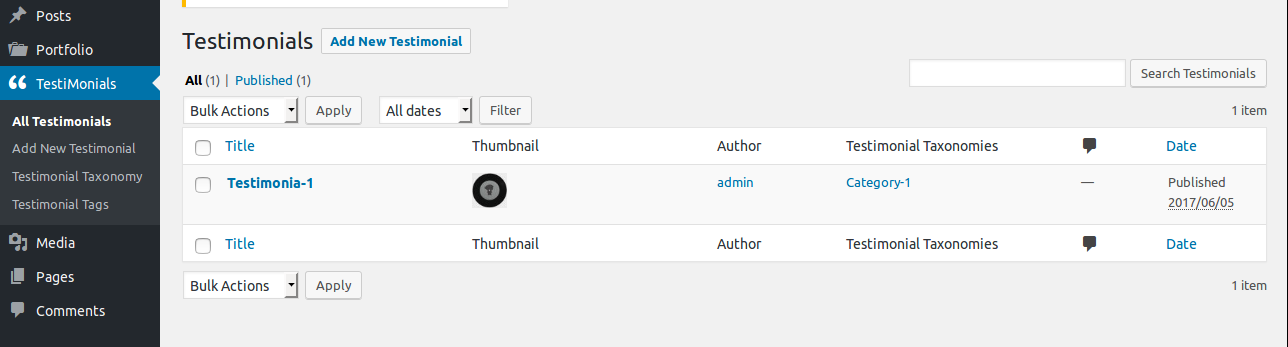 Posts
Portfolio
TestiMonials
All Testimonials
Add New Testimonial
Testimonial Taxonomy
Testimonial Tags
Media
Pages
Comments
Testimonials Add New Testimonial
All (1) | Published (1)
Search Testimonials
Bulk Actions Apply All dates Filter 1 item
Title Thumbnail Author Testimonial Taxonomies Date
Testimonia-1 admin Category-1 — Published
2017/06/05
Title Thumbnail Author Testimonial Taxonomies Date
Bulk Actions Apply 1 item